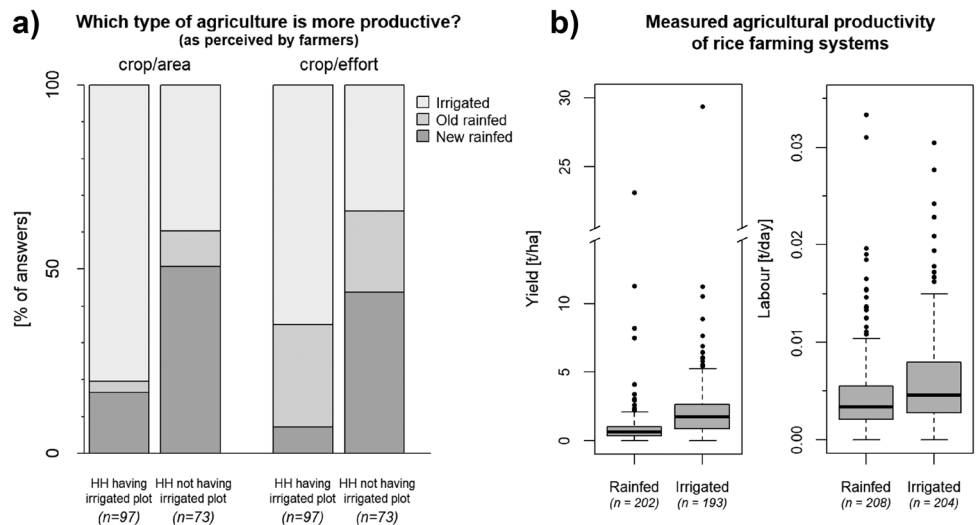 a)
Which type of agriculture is more productive?
(as perceived by farmers)
crop/area
crop/effort
100
50
0
[% of answers]
Irrigated
Old rainfed
New rainfed
HH having
irrigated plot
(n=97)
HH not having
irrigated plot
(n=73)
HH having
irrigated plot
(n=97)
HH not having
irrigated plot
(n=73)
b)
Measured agricultural productivity
of rice farming systems
Yield [t/ha]
30
25
10
5
0
Rainfed
(n = 202)
Irrigated
(n = 193)
Labour [t/day]
0.03
0.02
0.01
0.00
Rainfed
(n = 208)
Irrigated
(n = 204)